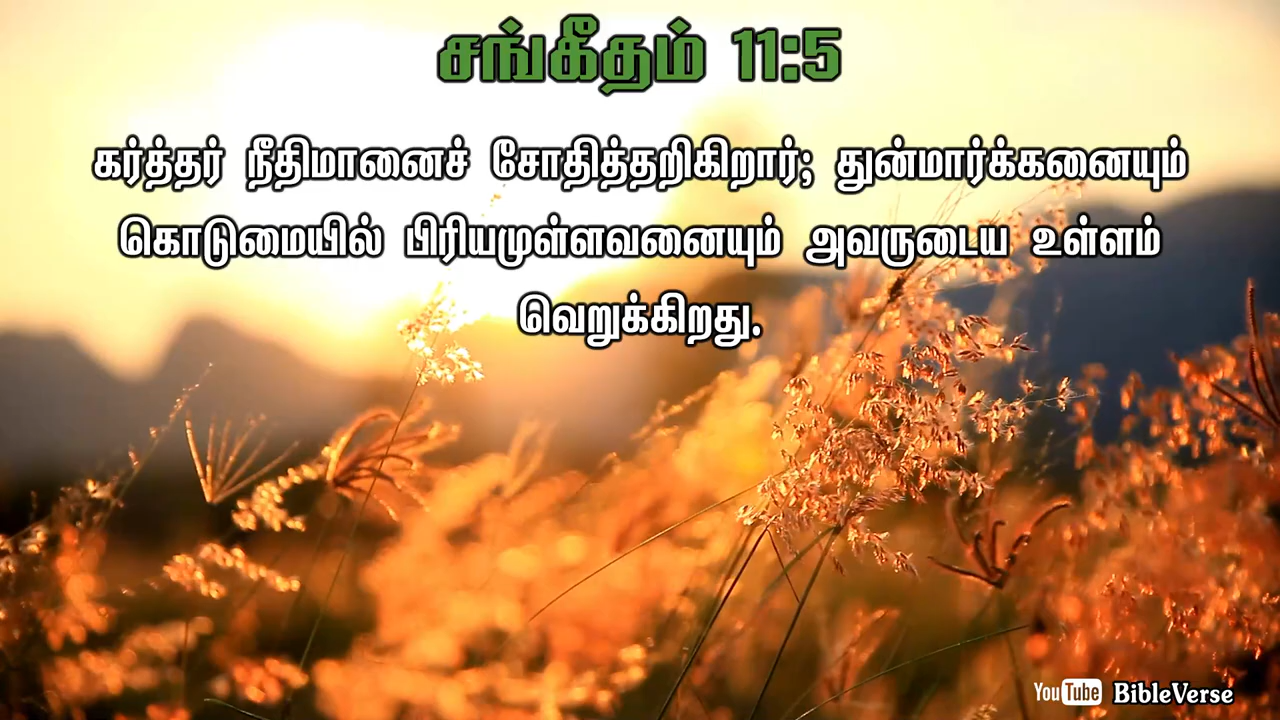 சங்கீதம் 11:5
கர்த்தர் நீதிமானைச் சோதித்தறிகிறார்; துன்மார்க்கனையும்
கொடுமையில் பிரியமுள்ளவனையும் அவருடைய உள்ளம்
வெறுக்கிறது.
YouTube BibleVerse